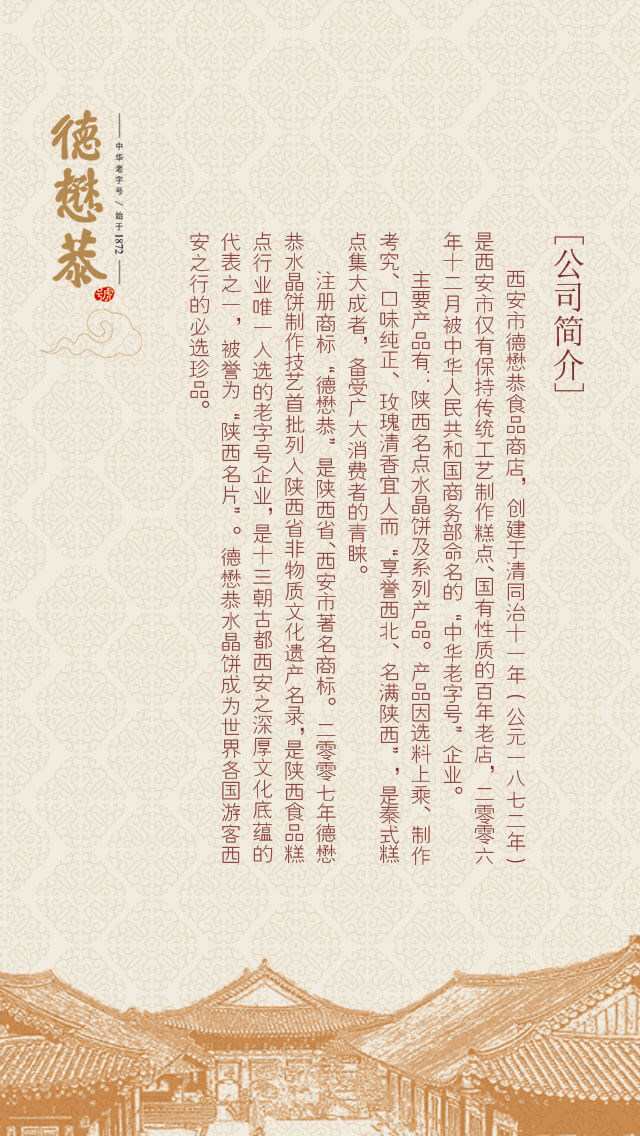 ［公司简介］
西安市德懋恭食品商店，创建于清同治十一年（公元一八七二年）
是西安市仅有保持传统工艺制作糕点、国有性质的百年老店，二零零六
年十二月被中华人民共和国商务部命名的“中华老字号”企业。
主要产品有：陕西名点水晶饼及系列产品。产品因选料上乘、制作
考究、口味纯正、玫瑰清香宜人而“享誉西北、名满陕西”，是秦式糕
点集大成者，备受广大消费者的青睐。
注册商标“德懋恭”是陕西省、西安市著名商标。二零零七年德懋
恭水晶饼制作技艺首批列入陕西省非物质文化遗产名录，是陕西食品糕
点行业唯一入选的老字号企业，是十三朝古都西安之深厚文化底蕴的
代表之一，被誉为“陕西名片”。德懋恭水晶饼成为世界各国游客西
安之行的必选珍品。
中华老字号／始于1872
德懋恭
號